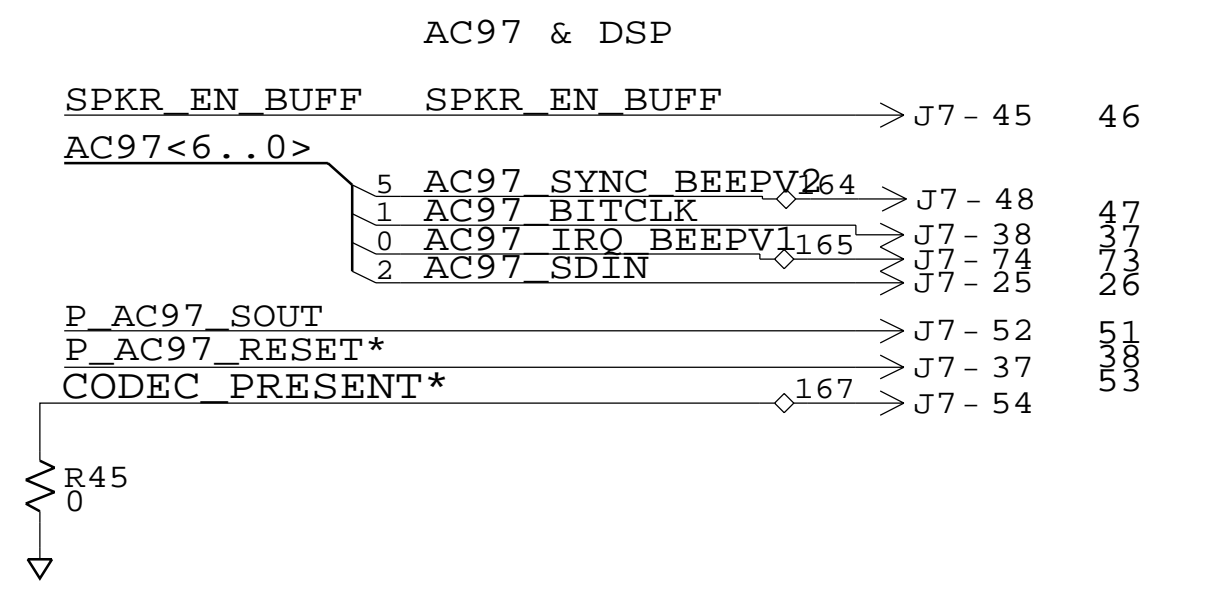 AC97 & DSP
SPKR_EN_BUFF SPKR_EN_BUFF J7-45 46
AC97<6..0>
5 AC97_SYNC_BEEPV2 164 J7-48 47
1 AC97_BITCLK J7-38 37
0 AC97_IRQ_BEEPV1 165 J7-74 73
2 AC97_SDIN J7-25 26
P_AC97_SOUT J7-52 51
P_AC97_RESET* J7-37 38
CODEC_PRESENT* 167 J7-54 53
R45
0